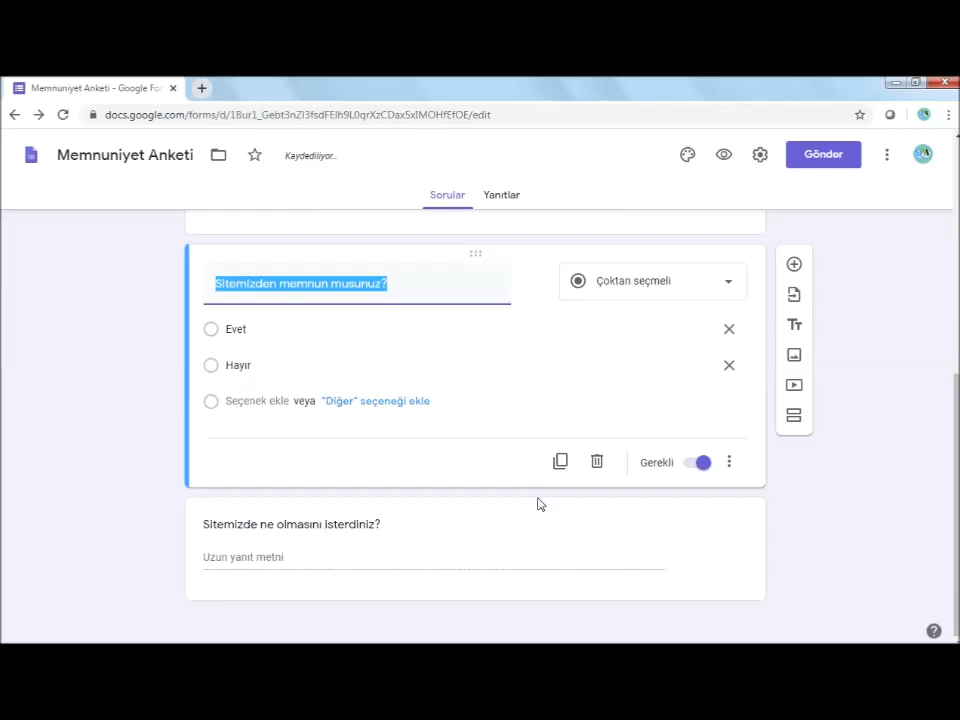 Memnuniyet Anketi - Google For
docs.google.com/forms/d/1Bur1_Gebt3nZl3fsdFEIh9L0qrXzCDax5xIMOHfEfOE/edit
Memnuniyet Anketi
Kaydediliyor..
Gönder
Sorular
Yanıtlar
Sitemizden memnun musunuz?
Çoktan seçmeli
Evet
Hayır
Seçenek ekle veya "Diğer" seçeneği ekle
Gerekli
Sitemizde ne olmasını isterdiniz?
Uzun yanıt metni